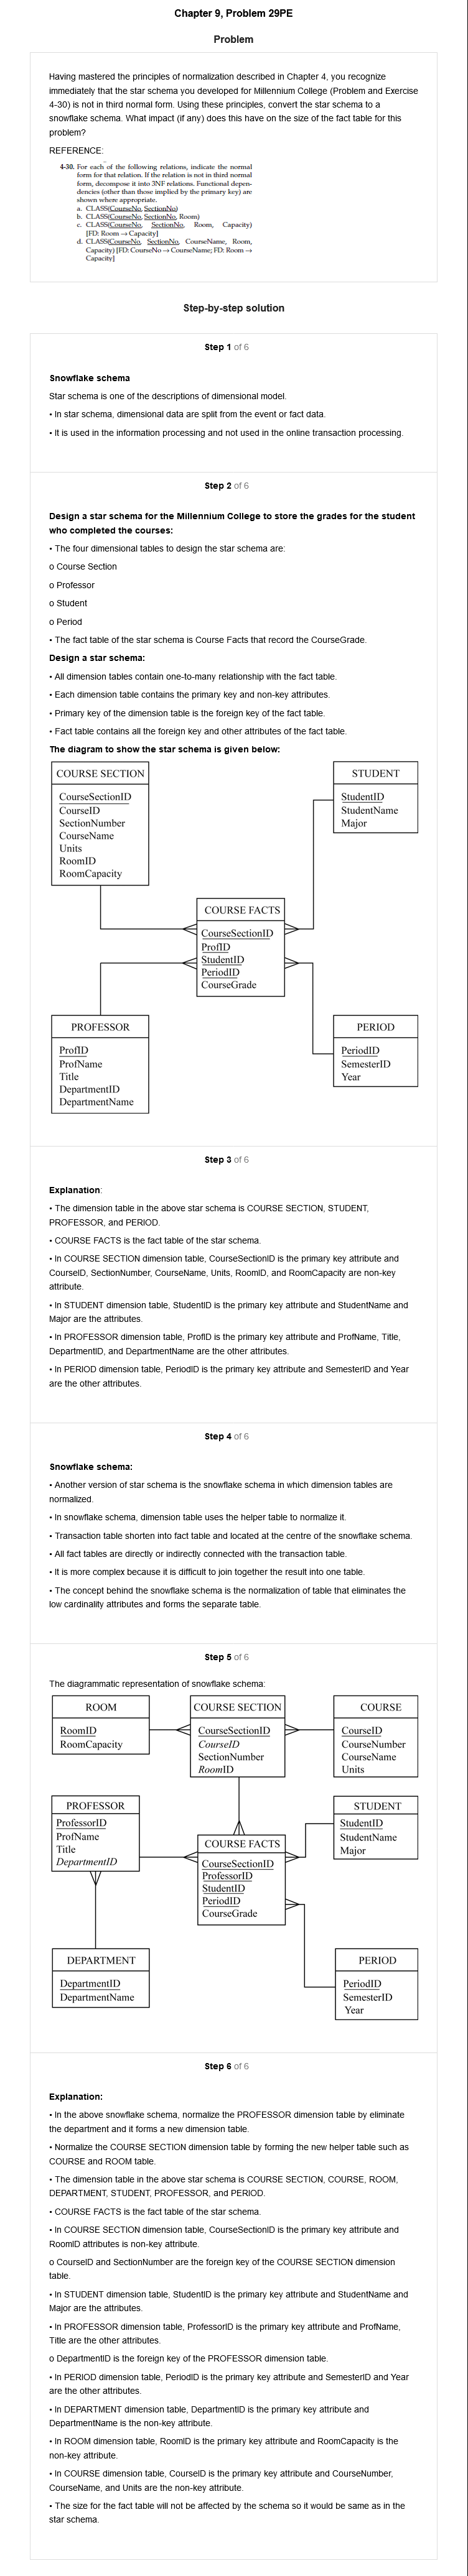 Chapter 9, Problem 29PE
Problem
Having mastered the principles of normalization described in Chapter 4, you recognize
immediately that the star schema you developed for Millennium College (Problem and Exercise
4-30) is not in third normal form. Using these principles, convert the star schema to a
snowflake schema. What impact (if any) does this have on the size of the fact table for this
problem?
REFERENCE:
4-30. For each of the following relations, indicate the normal
form for that relation. If the relation is not in third normal
form, decompose it into 3NF relations. Functional depen-
dencies (other than those implied by the primary key) are
shown where appropriate.
a. CLASS(CourseNo, SectionNo)
b. CLASS(CourseNo, SectionNo, Room)
c. CLASS(CourseNo, SectionNo, Room, Capacity)
[FD: Room → Capacity]
d. CLASS(CourseNo, SectionNo, CourseName, Room,
Capacity) [FD: CourseNo → CourseName; FD: Room →
Capacity]
Step-by-step solution
Step 1 of 6
Snowflake schema
Star schema is one of the descriptions of dimensional model.
• In star schema, dimensional data are split from the event or fact data.
• It is used in the information processing and not used in the online transaction processing.
Step 2 of 6
Design a star schema for the Millennium College to store the grades for the student
who completed the courses:
• The four dimensional tables to design the star schema are:
o Course Section
o Professor
o Student
o Period
• The fact table of the star schema is Course Facts that record the CourseGrade.
Design a star schema:
• All dimension tables contain one-to-many relationship with the fact table.
• Each dimension table contains the primary key and non-key attributes.
• Primary key of the dimension table is the foreign key of the fact table.
• Fact table contains all the foreign key and other attributes of the fact table.
The diagram to show the star schema is given below:
COURSE SECTION
CourseSectionID
CourseID
SectionNumber
CourseName
Units
RoomID
RoomCapacity
STUDENT
StudentID
StudentName
Major
COURSE FACTS
CourseSectionID
ProfID
StudentID
PeriodID
CourseGrade
PROFESSOR
ProfID
ProfName
Title
DepartmentID
DepartmentName
PERIOD
PeriodID
SemesterID
Year
Step 3 of 6
Explanation:
• The dimension table in the above star schema is COURSE SECTION, STUDENT,
PROFESSOR, and PERIOD.
• COURSE FACTS is the fact table of the star schema.
• In COURSE SECTION dimension table, CourseSectionID is the primary key attribute and
CourseID, SectionNumber, CourseName, Units, RoomID, and RoomCapacity are non-key
attribute.
• In STUDENT dimension table, StudentID is the primary key attribute and StudentName and
Major are the attributes.
• In PROFESSOR dimension table, ProfID is the primary key attribute and ProfName, Title,
DepartmentID, and DepartmentName are the other attributes.
• In PERIOD dimension table, PeriodID is the primary key attribute and SemesterID and Year
are the other attributes.
Step 4 of 6
Snowflake schema:
• Another version of star schema is the snowflake schema in which dimension tables are
normalized.
• In snowflake schema, dimension table uses the helper table to normalize it.
• Transaction table shorten into fact table and located at the centre of the snowflake schema.
• All fact tables are directly or indirectly connected with the transaction table.
• It is more complex because it is difficult to join together the result into one table.
• The concept behind the snowflake schema is the normalization of table that eliminates the
low cardinality attributes and forms the separate table.
Step 5 of 6
The diagrammatic representation of snowflake schema:
ROOM
RoomID
RoomCapacity
COURSE SECTION
CourseSectionID
CourseID
SectionNumber
RoomID
COURSE
CourseID
CourseNumber
CourseName
Units
PROFESSOR
ProfessorID
ProfName
Title
DepartmentID
COURSE FACTS
CourseSectionID
ProfessorID
StudentID
PeriodID
CourseGrade
STUDENT
StudentID
StudentName
Major
DEPARTMENT
DepartmentID
DepartmentName
PERIOD
PeriodID
SemesterID
Year
Step 6 of 6
Explanation:
• In the above snowflake schema, normalize the PROFESSOR dimension table by eliminate
the department and it forms a new dimension table.
• Normalize the COURSE SECTION dimension table by forming the new helper table such as
COURSE and ROOM table.
• The dimension table in the above star schema is COURSE SECTION, COURSE, ROOM,
DEPARTMENT, STUDENT, PROFESSOR, and PERIOD.
• COURSE FACTS is the fact table of the star schema.
• In COURSE SECTION dimension table, CourseSectionID is the primary key attribute and
RoomID attributes is non-key attribute.
o CourseID and SectionNumber are the foreign key of the COURSE SECTION dimension
table.
• In STUDENT dimension table, StudentID is the primary key attribute and StudentName and
Major are the attributes.
• In PROFESSOR dimension table, ProfessorID is the primary key attribute and ProfName,
Title are the other attributes.
o DepartmentID is the foreign key of the PROFESSOR dimension table.
• In PERIOD dimension table, PeriodID is the primary key attribute and SemesterID and Year
are the other attributes.
• In DEPARTMENT dimension table, DepartmentID is the primary key attribute and
DepartmentName is the non-key attribute.
• In ROOM dimension table, RoomID is the primary key attribute and RoomCapacity is the
non-key attribute.
• In COURSE dimension table, CourseID is the primary key attribute and CourseNumber,
CourseName, and Units are the non-key attribute.
• The size for the fact table will not be affected by the schema so it would be same as in the
star schema.